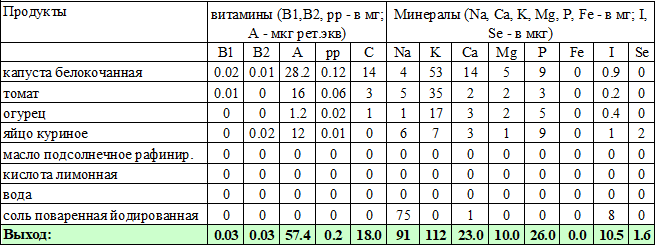 Продукты витамины (B1,B2, pp - в мг; Минералы (Na, Ca, K, Mg, P, Fe - в мг; I,
A - мкг рет.экв) Se - в мкг)
B1 B2 A pp C Na K Ca Mg P Fe I Se
капуста белокочанная 0.02 0.01 28.2 0.12 14 4 53 14 5 9 0 0.9 0
томат 0.01 0 16 0.06 3 5 35 2 2 3 0 0.2 0
огурец 0 0 1.2 0.02 1 1 17 3 2 5 0 0.4 0
яйцо куриное 0 0.02 12 0.01 0 6 7 3 1 9 0 1 2
масло подсолнечное рафинир. 0 0 0 0 0 0 0 0 0 0 0 0 0
кислота лимонная 0 0 0 0 0 0 0 0 0 0 0 0 0
вода 0 0 0 0 0 0 0 0 0 0 0 0 0
соль поваренная йодированная 0 0 0 0 0 75 0 1 0 0 0 8 0
Выход: 0.03 0.03 57.4 0.2 18.0 91 112 23.0 10.0 26.0 0.0 10.5 1.6